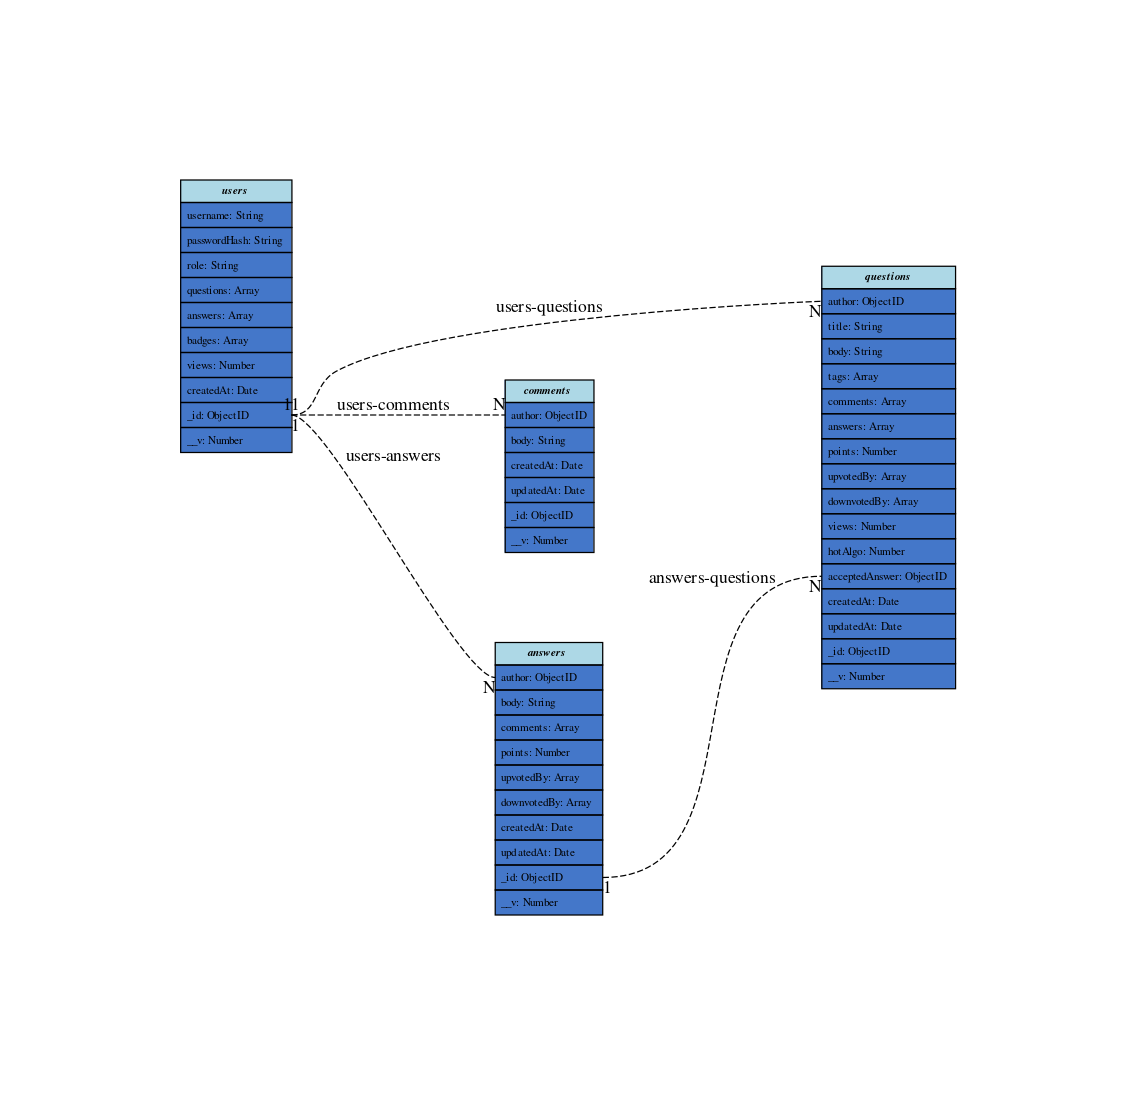 users
username: String
passwordHash: String
role: String
questions: Array
answers: Array
badges: Array
views: Number
createdAt: Date
_id: ObjectID
__v: Number
11
1
users-questions
users-comments
users-answers
N
comments
author: ObjectID
body: String
createdAt: Date
updatedAt: Date
_id: ObjectID
__v: Number
N
answers
author: ObjectID
body: String
comments: Array
points: Number
upvotedBy: Array
downvotedBy: Array
createdAt: Date
updatedAt: Date
_id: ObjectID
__v: Number
1
answers-questions
N
N
questions
author: ObjectID
title: String
body: String
tags: Array
comments: Array
answers: Array
points: Number
upvotedBy: Array
downvotedBy: Array
views: Number
hotAlgo: Number
acceptedAnswer: ObjectID
createdAt: Date
updatedAt: Date
_id: ObjectID
__v: Number